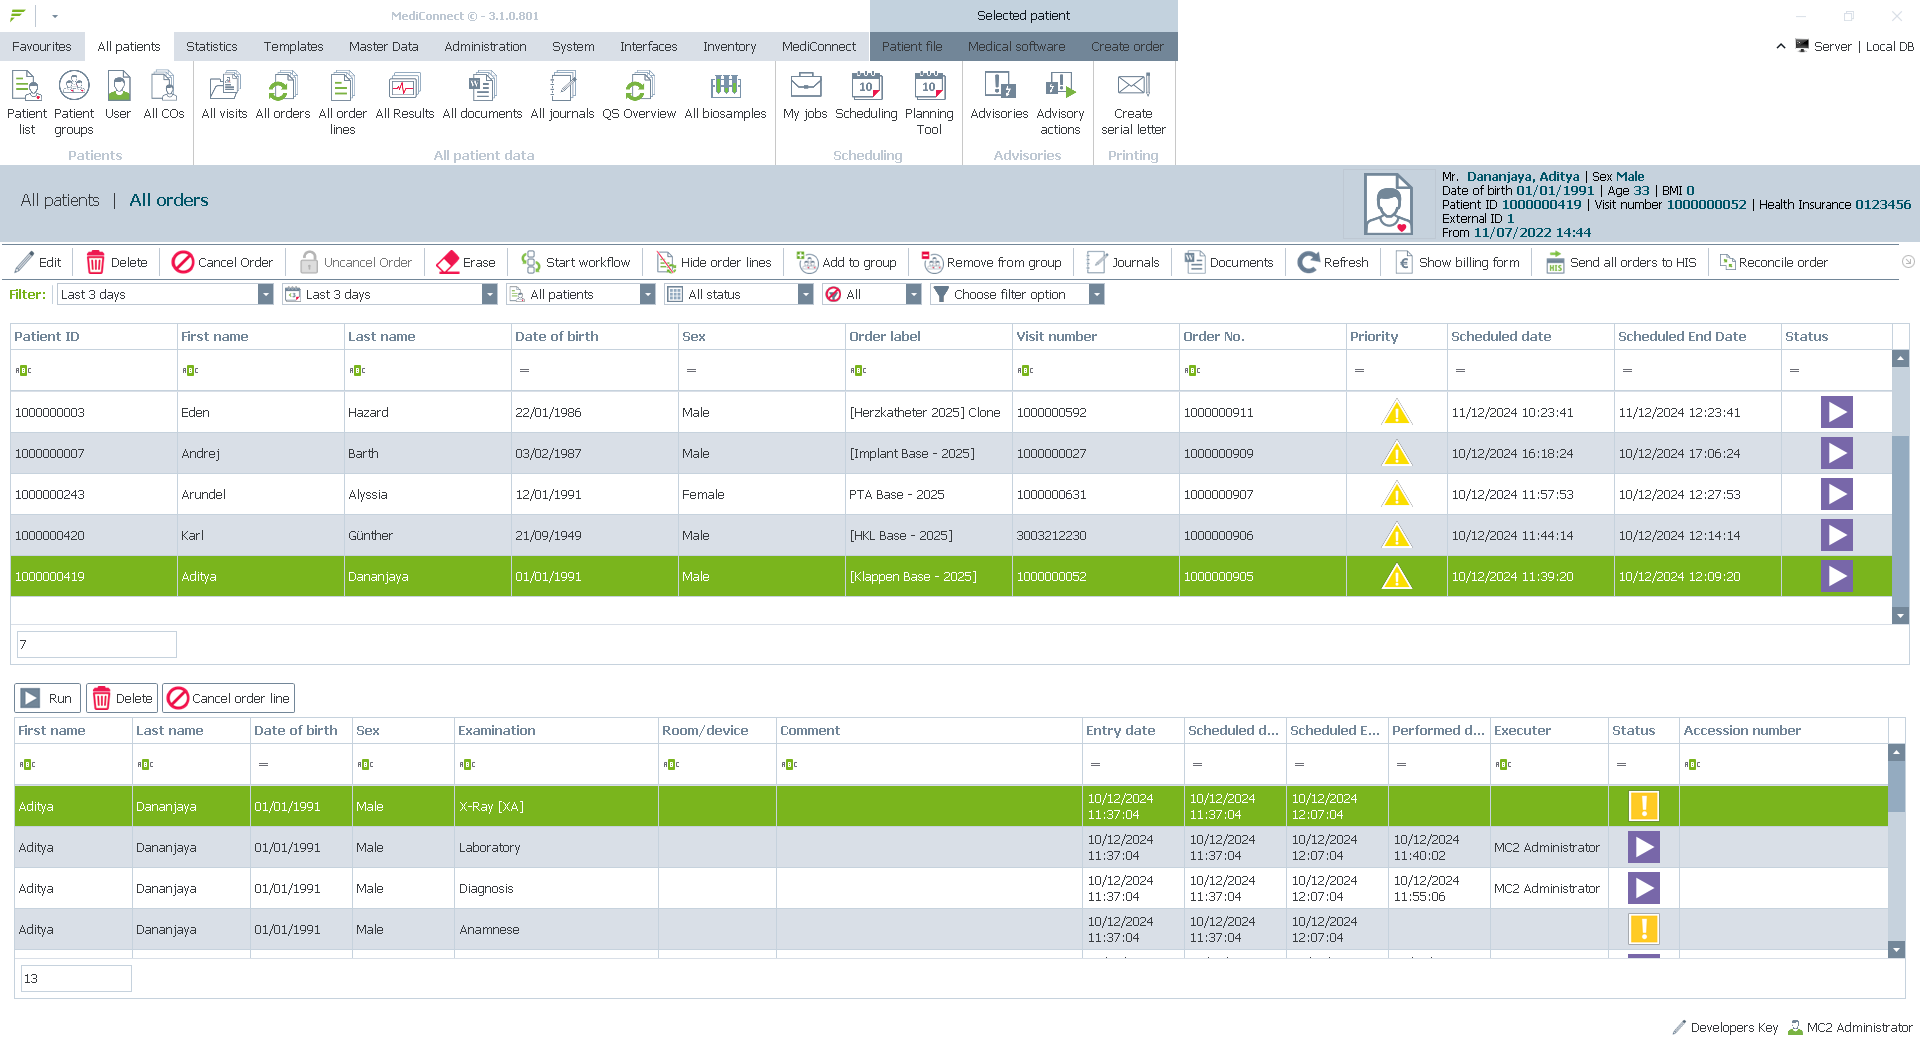 MediConnect © - 3.1.0.801
Selected patient
Favourites All patients Statistics Templates Master Data Administration System Interfaces Inventory MediConnect Patient file Medical software Create order Server | Local DB
Patient list Patient groups User All COs All visits All orders All order lines All Results All documents All journals QS Overview All biosamples My jobs Scheduling Planning Tool Advisories Advisory actions Create serial letter
Patients All patient data Scheduling Advisories Printing
All patients | All orders
Mr. Dananjaya, Aditya | Sex Male
Date of birth 01/01/1991 | Age 33 | BMI 0
Patient ID 1000000419 | Visit number 1000000052 | Health Insurance 0123456
External ID 1
From 11/07/2022 14:44
Edit Delete Cancel Order Uncancel Order Erase Start workflow Hide order lines Add to group Remove from group Journals Documents Refresh Show billing form Send all orders to HIS Reconcile order
Filter: Last 3 days Last 3 days All patients All status All Choose filter option
Patient ID First name Last name Date of birth Sex Order label Visit number Order No. Priority Scheduled date Scheduled End Date Status
1000000003 Eden Hazard 22/01/1986 Male [Herzkatheter 2025] Clone 1000000592 1000000911 11/12/2024 10:23:41 11/12/2024 12:23:41
1000000007 Andrej Barth 03/02/1987 Male [Implant Base - 2025] 1000000027 1000000909 10/12/2024 16:18:24 10/12/2024 17:06:24
1000000243 Arundel Alyssia 12/01/1991 Female PTA Base - 2025 1000000631 1000000907 10/12/2024 11:57:53 10/12/2024 12:27:53
1000000420 Karl Günther 21/09/1949 Male [HKL Base - 2025] 3003212230 1000000906 10/12/2024 11:44:14 10/12/2024 12:14:14
1000000419 Aditya Dananjaya 01/01/1991 Male [Klappen Base - 2025] 1000000052 1000000905 10/12/2024 11:39:20 10/12/2024 12:09:20
7
Run Delete Cancel order line
First name Last name Date of birth Sex Examination Room/device Comment Entry date Scheduled d... Scheduled E... Performed d... Executer Status Accession number
Aditya Dananjaya 01/01/1991 Male X-Ray [XA] 10/12/2024 11:37:04 10/12/2024 11:37:04 10/12/2024 12:07:04
Aditya Dananjaya 01/01/1991 Male Laboratory 10/12/2024 11:37:04 10/12/2024 11:37:04 10/12/2024 12:07:04 10/12/2024 11:40:02 MC2 Administrator
Aditya Dananjaya 01/01/1991 Male Diagnosis 10/12/2024 11:37:04 10/12/2024 11:37:04 10/12/2024 12:07:04 10/12/2024 11:55:06 MC2 Administrator
Aditya Dananjaya 01/01/1991 Male Anamnese 10/12/2024 11:37:04 10/12/2024 11:37:04 10/12/2024 12:07:04
13
Developers Key MC2 Administrator